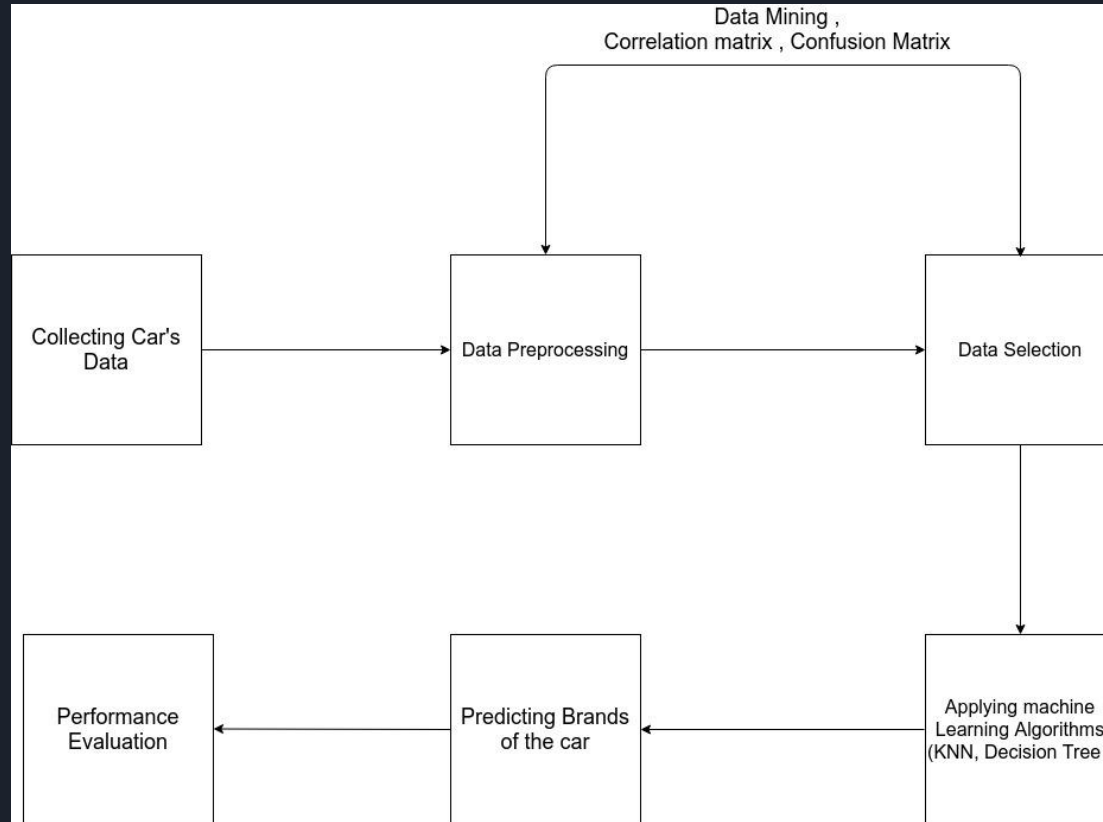 Data Mining ,
Correlation matrix , Confusion Matrix
Collecting Car's
Data
Data Preprocessing
Data Selection
Applying machine
Learning Algorithms
(KNN, Decision Tree
Predicting Brands
of the car
Performance
Evaluation